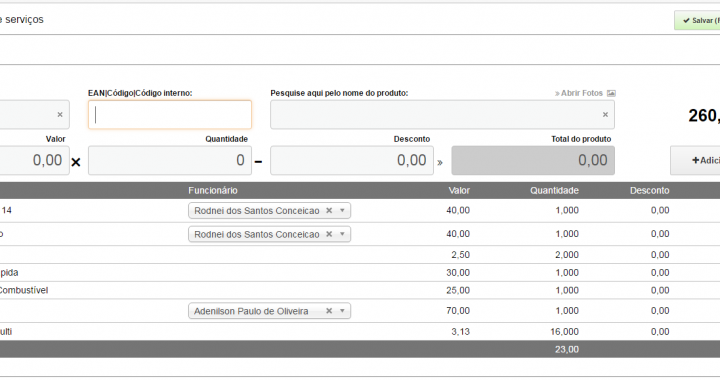 e serviços
✔ Salvar (F
EAN|Código|Código interno: Pesquise aqui pelo nome do produto: » Abrir Fotos
× × 260,
Valor Quantidade Desconto Total do produto
0,00 × 0 - 0,00 » 0,00 +Adici
Funcionário Valor Quantidade Desconto
14 Rodnei dos Santos Conceicao × 40,00 1,000 0,00
o Rodnei dos Santos Conceicao × 40,00 1,000 0,00
2,50 2,000 0,00
pida 30,00 1,000 0,00
Combustível 25,00 1,000 0,00
Adenilson Paulo de Oliveira × 70,00 1,000 0,00
ulti 3,13 16,000 0,00
23,00